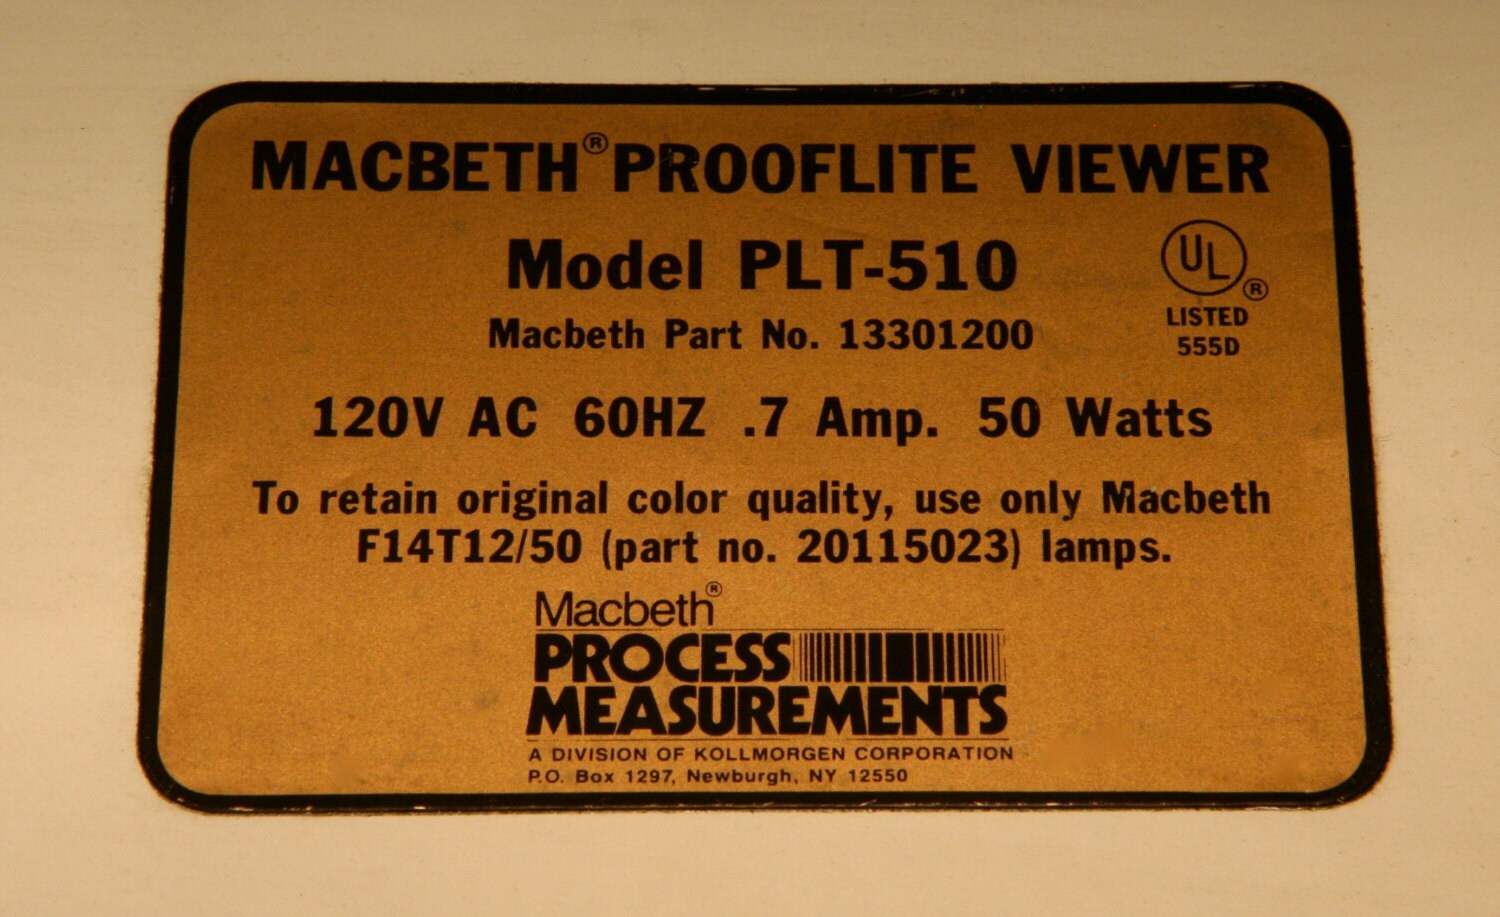 MACBETH® PROOFLITE VIEWER
Model PLT-510
UL®
LISTED
555D
Macbeth Part No. 13301200
120V AC 60HZ .7 Amp. 50 Watts
To retain original color quality, use only Macbeth
F14T12/50 (part no. 20115023) lamps.
Macbeth®
PROCESS
MEASUREMENTS
A DIVISION OF KOLLMORGEN CORPORATION
P.O. Box 1297, Newburgh, NY 12550